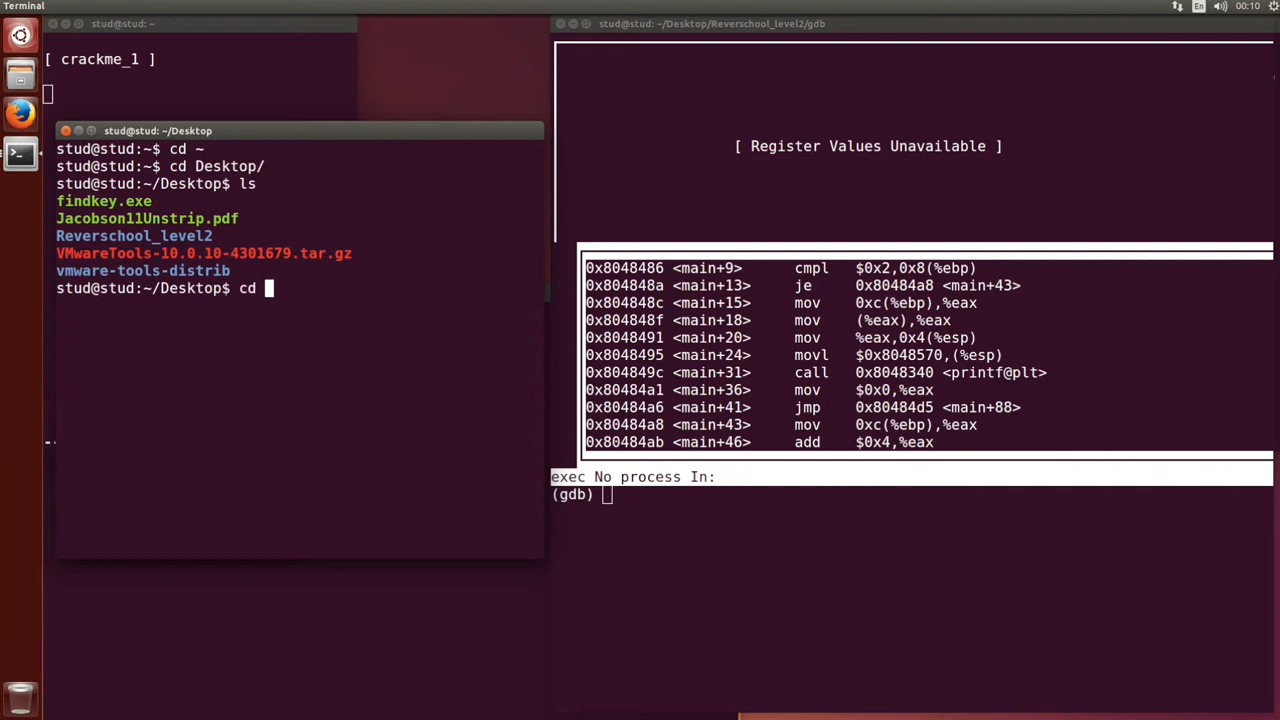 Terminal
En
00:10
stud@stud: ~
[ crackme_1 ]
stud@stud: ~/Desktop
stud@stud:~$ cd ~
stud@stud:~$ cd Desktop/
stud@stud:~/Desktop$ ls
findkey.exe
Jacobson11Unstrip.pdf
Reverschool_level2
VMwareTools-10.0.10-4301679.tar.gz
vmware-tools-distrib
stud@stud:~/Desktop$ cd
stud@stud: ~/Desktop/Reverschool_level2/gdb
[ Register Values Unavailable ]
0x8048486 <main+9> cmpl $0x2,0x8(%ebp)
0x804848a <main+13> je 0x80484a8 <main+43>
0x804848c <main+15> mov 0xc(%ebp),%eax
0x804848f <main+18> mov (%eax),%eax
0x8048491 <main+20> mov %eax,0x4(%esp)
0x8048495 <main+24> movl $0x8048570,(%esp)
0x804849c <main+31> call 0x8048340 <printf@plt>
0x80484a1 <main+36> mov $0x0,%eax
0x80484a6 <main+41> jmp 0x80484d5 <main+88>
0x80484a8 <main+43> mov 0xc(%ebp),%eax
0x80484ab <main+46> add $0x4,%eax
exec No process In:
(gdb)